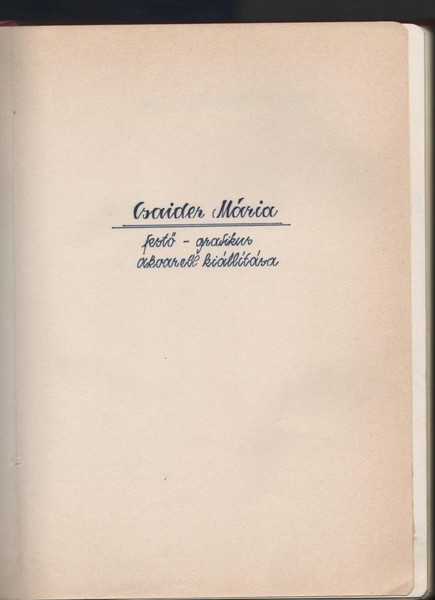 Csaider Mária
festő - grafikus
akvarell kiállítása